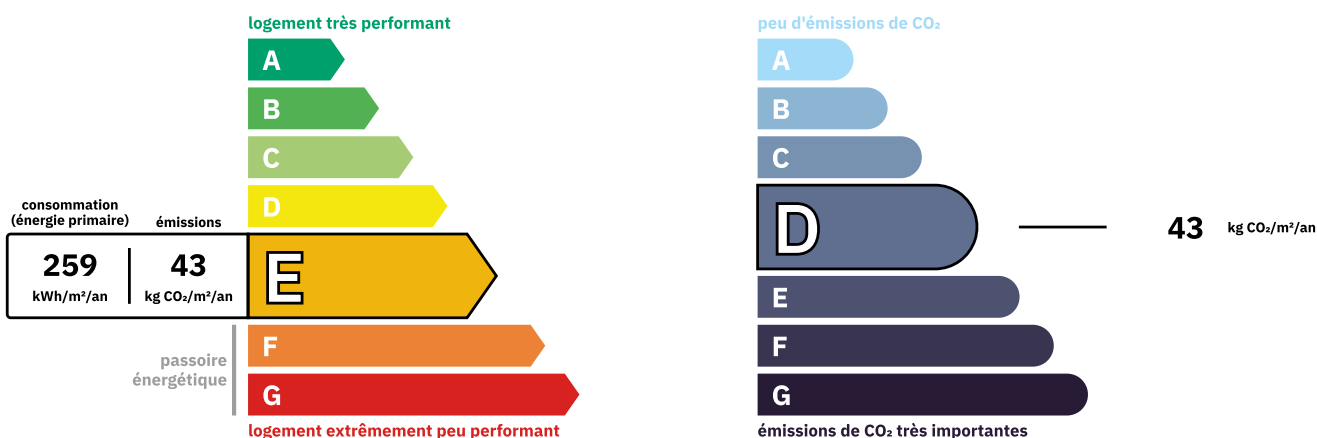 logement très performant
A
B
C
D
consommation
(énergie primaire)
émissions
259
43
kWh/m²/an
kg CO₂/m²/an
E
F
passoire
énergétique
G
logement extrêmement peu performant
peu d'émissions de CO₂
A
B
C
D
43 kg CO₂/m²/an
E
F
G
émissions de CO₂ très importantes